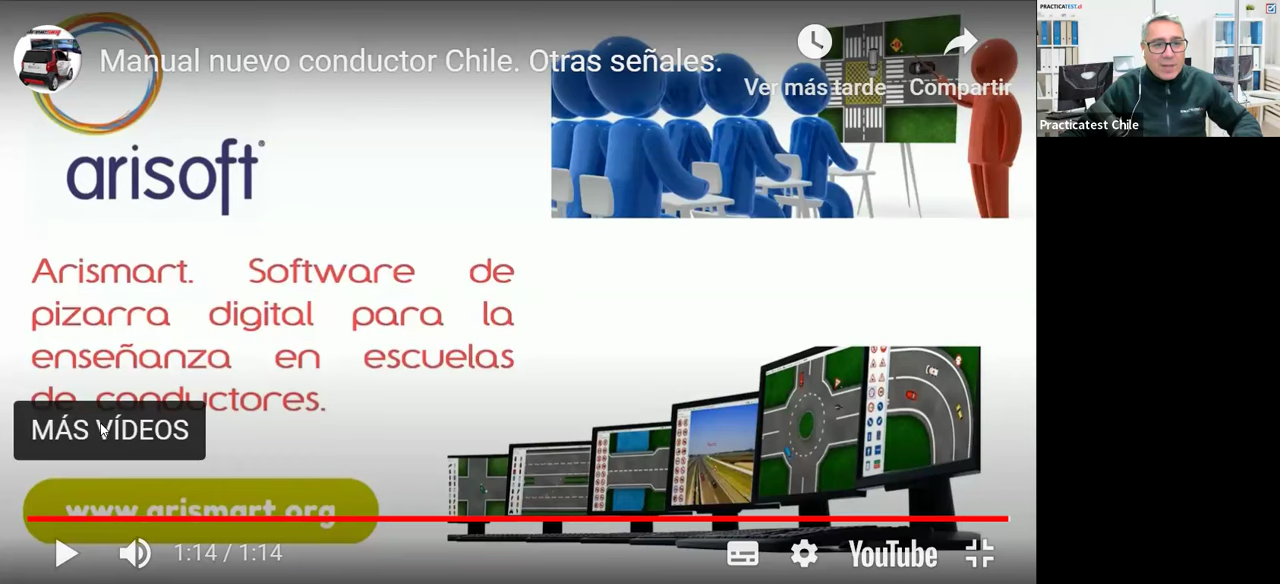 Manual nuevo conductor Chile. Otras señales.
Ver más tarde
Compartir
arisoft
Arismart. Software de
pizarra digital para la
enseñanza en escuelas
de conductores.
MÁS VÍDEOS
www.arismart.org
1:14 / 1:14
YouTube
PRACTICATEST.cl
Practicatest Chile